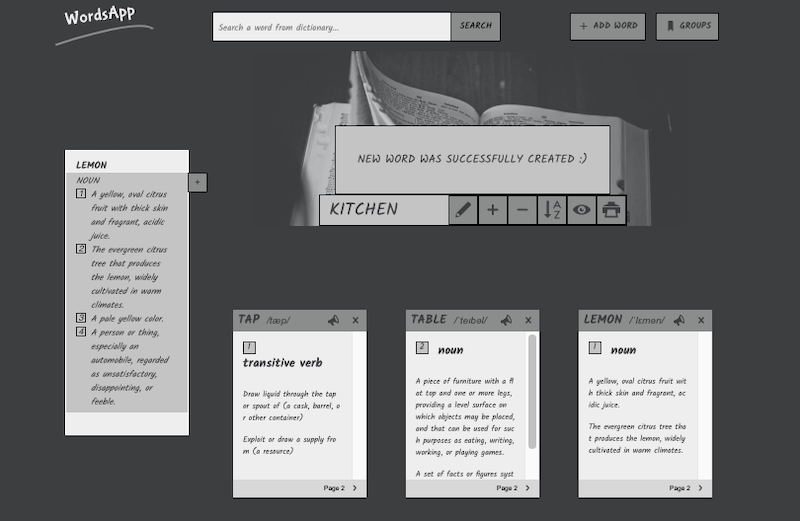 WordsApp
Search a word from dictionary...
SEARCH
+ ADD WORD
GROUPS
NEW WORD WAS SUCCESSFULLY CREATED :)
KITCHEN
A
Z
LEMON
NOUN
+
1 A yellow, oval citrus
fruit with thick skin
and fragrant, acidic
juice.
2 The evergreen citrus
tree that produces
the lemon, widely
cultivated in warm
climates.
3 A pale yellow color.
4 A person or thing,
especially an
automobile, regarded
as unsatisfactory,
disappointing, or
feeble.
TAP /tæp/ x
1
transitive verb
Draw liquid through the tap
or spout of (a cask, barrel, o
r other container)
Exploit or draw a supply fro
m (a resource)
Page 2 >
TABLE /ˈteɪbəl/ x
2 noun
A piece of furniture with a fl
at top and one or more legs,
providing a level surface on
which objects may be placed,
and that can be used for suc
h purposes as eating, writing,
working, or playing games.
A set of facts or figures syst
Page 2 >
LEMON /ˈlɛmən/ x
1 noun
A yellow, oval citrus fruit wit
h thick skin and fragrant, ac
idic juice.
The evergreen citrus tree tha
t produces the lemon, widely
cultivated in warm climates.
Page 2 >